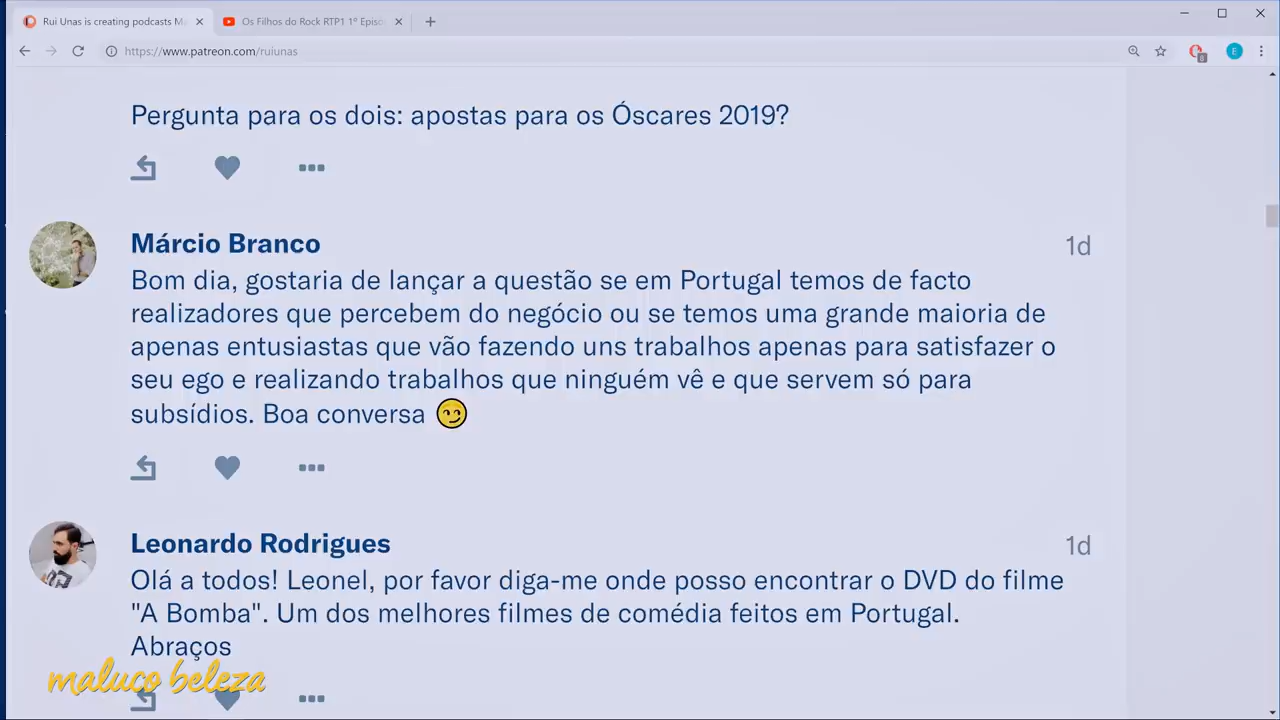 Rui Unas is creating podcasts M
Os Filhos do Rock RTP1 1º Episó
https://www.patreon.com/ruiunas
E
Pergunta para os dois: apostas para os Óscares 2019?
Márcio Branco
1d
Bom dia, gostaria de lançar a questão se em Portugal temos de facto
realizadores que percebem do negócio ou se temos uma grande maioria de
apenas entusiastas que vão fazendo uns trabalhos apenas para satisfazer o
seu ego e realizando trabalhos que ninguém vê e que servem só para
subsídios. Boa conversa 😏
Leonardo Rodrigues
1d
Olá a todos! Leonel, por favor diga-me onde posso encontrar o DVD do filme
"A Bomba". Um dos melhores filmes de comédia feitos em Portugal.
Abraços
maluco beleza